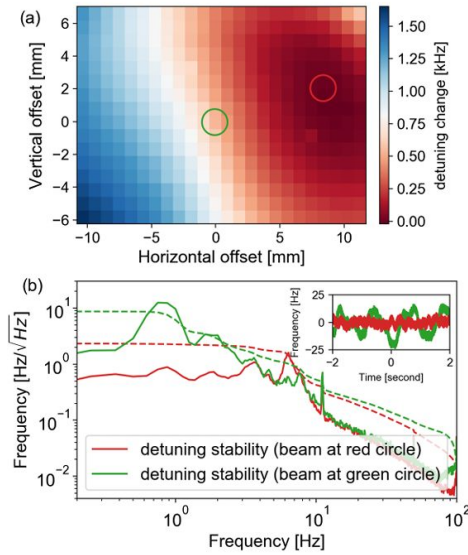 (a)
6
4
2
0
−2
−4
−6
Vertical offset [mm]
−10
−5
0
5
10
Horizontal offset [mm]
1.50
1.25
1.00
0.75
0.50
0.25
0.00
detuning change [kHz]
(b)
10¹
10⁰
10⁻¹
10⁻²
Frequency [Hz/√Hz]
25
0
−25
Frequency [Hz]
−2
0
2
Time [second]
detuning stability (beam at red circle)
detuning stability (beam at green circle)
10⁰
10¹
10²
Frequency [Hz]